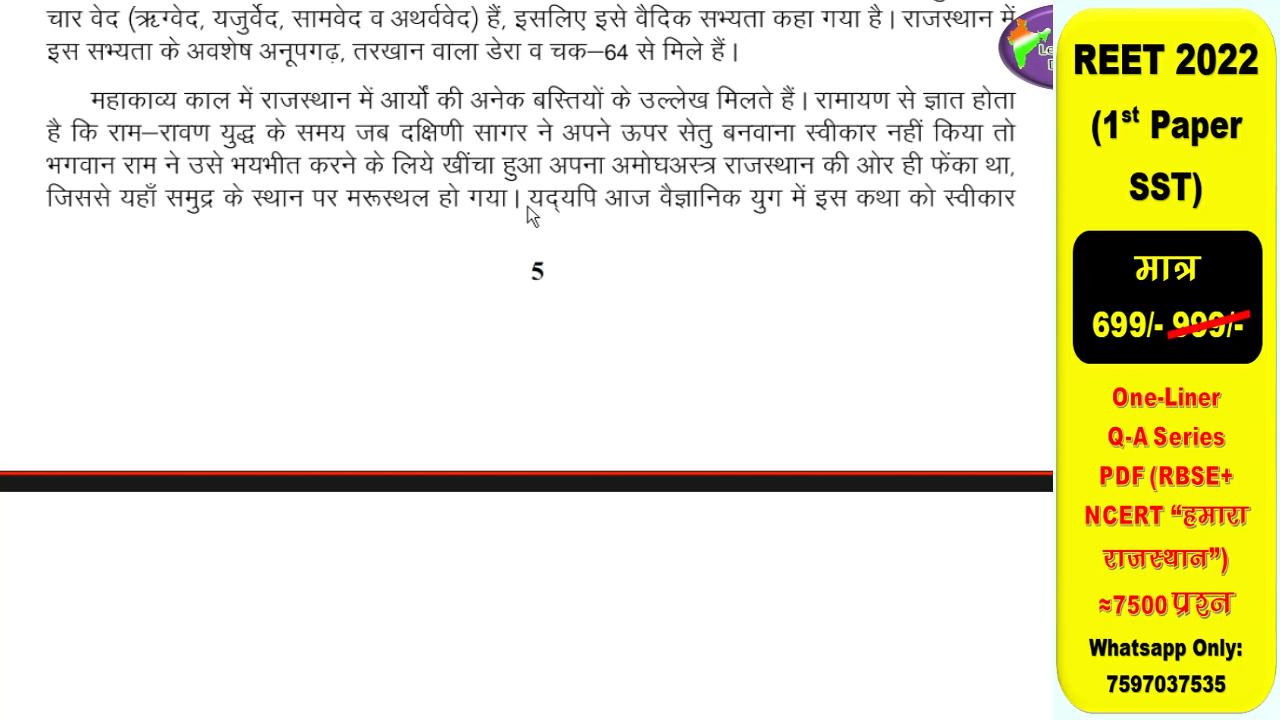 चार वेद (ऋग्वेद, यजुर्वेद, सामवेद व अथर्ववेद) हैं, इसलिए इसे वैदिक सभ्यता कहा गया है। राजस्थान में
इस सभ्यता के अवशेष अनूपगढ़, तरखान वाला डेरा व चक–64 से मिले हैं।
महाकाव्य काल में राजस्थान में आर्यों की अनेक बस्तियों के उल्लेख मिलते हैं। रामायण से ज्ञात होता
है कि राम–रावण युद्ध के समय जब दक्षिणी सागर ने अपने ऊपर सेतु बनवाना स्वीकार नहीं किया तो
भगवान राम ने उसे भयभीत करने के लिये खींचा हुआ अपना अमोघअस्त्र राजस्थान की ओर ही फेंका था,
जिससे यहाँ समुद्र के स्थान पर मरूस्थल हो गया। यद्यपि आज वैज्ञानिक युग में इस कथा को स्वीकार
5
REET 2022
(1st Paper
SST)
मात्र
699/- 999/-
One-Liner
Q-A Series
PDF (RBSE+
NCERT “हमारा
राजस्थान”)
≈7500 प्रश्न
Whatsapp Only:
7597037535